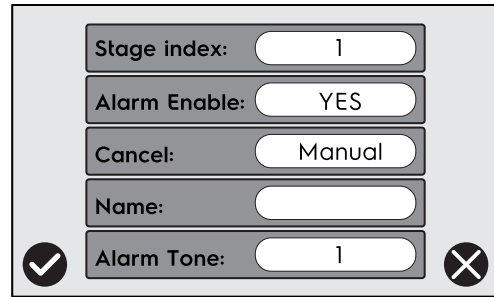 Stage index: 1
Alarm Enable: YES
Cancel: Manual
Name:
Alarm Tone: 1